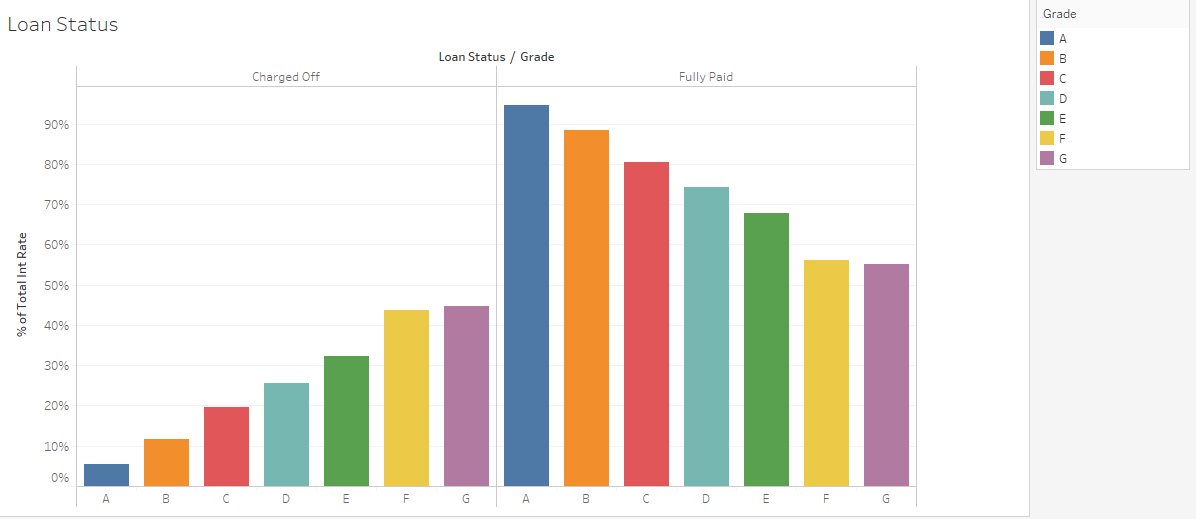 Loan Status
Loan Status / Grade
Charged Off
Fully Paid
% of Total Int Rate
90%
80%
70%
60%
50%
40%
30%
20%
10%
0%
A B C D E F G A B C D E F G
Grade
A
B
C
D
E
F
G